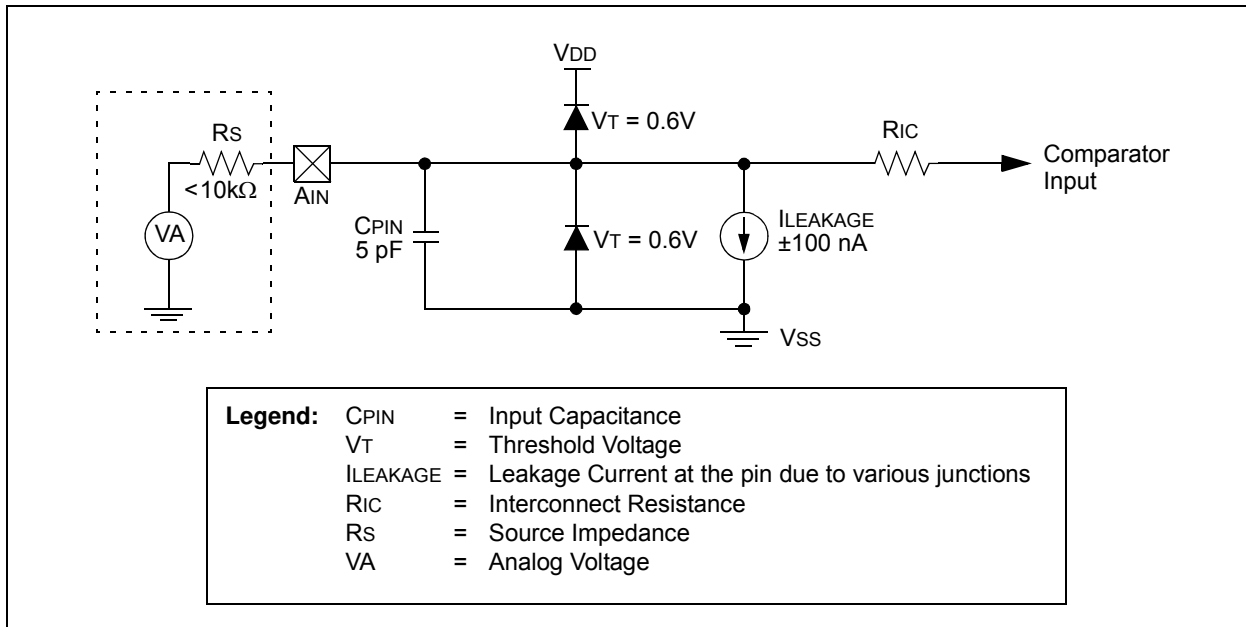 VDD
VT = 0.6V
RS
<10kΩ
AIN
VA
CPIN
5 pF
VT = 0.6V
ILEAKAGE
±100 nA
RIC
Comparator
Input
VSS
Legend: CPIN = Input Capacitance
VT = Threshold Voltage
ILEAKAGE = Leakage Current at the pin due to various junctions
RIC = Interconnect Resistance
RS = Source Impedance
VA = Analog Voltage